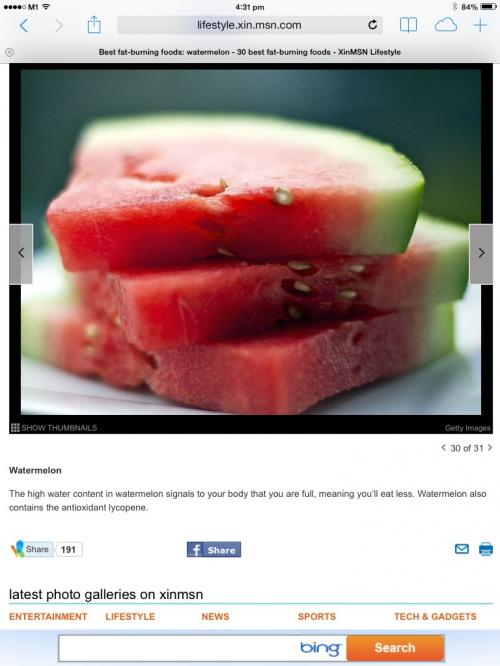 M1 4:31 pm 84%
lifestyle.xin.msn.com
Best fat-burning foods: watermelon - 30 best fat-burning foods - XinMSN Lifestyle
SHOW THUMBNAILS Getty Images
30 of 31
Watermelon
The high water content in watermelon signals to your body that you are full, meaning you'll eat less. Watermelon also
contains the antioxidant lycopene.
Share 191 f Share
latest photo galleries on xinmsn
ENTERTAINMENT LIFESTYLE NEWS SPORTS TECH & GADGETS
bing Search